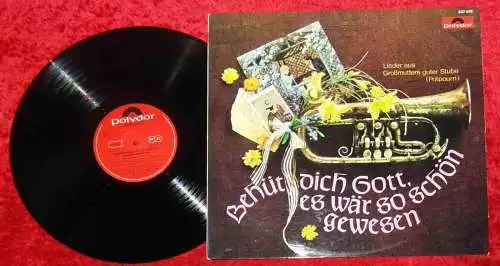 Polydor
Polydor
Lieder aus
Großmutters guter Stube
(Potpourri)
Behüt dich Gott,
es wär so schön
gewesen